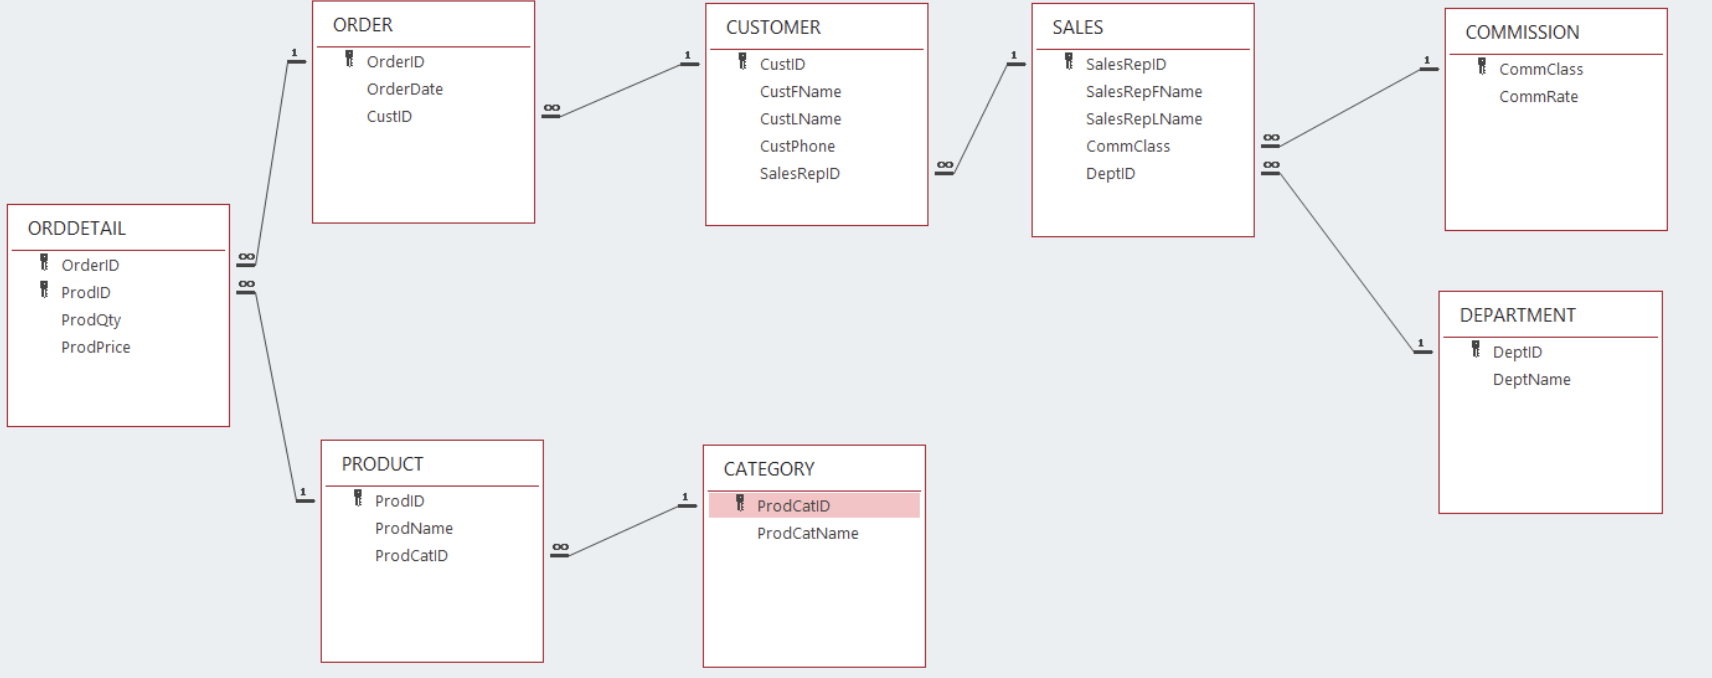 ORDER
OrderID
OrderDate
CustID
CUSTOMER
CustID
CustFName
CustLName
CustPhone
SalesRepID
SALES
SalesRepID
SalesRepFName
SalesRepLName
CommClass
DeptID
COMMISSION
CommClass
CommRate
ORDDETAIL
OrderID
ProdID
ProdQty
ProdPrice
DEPARTMENT
DeptID
DeptName
PRODUCT
ProdID
ProdName
ProdCatID
CATEGORY
ProdCatID
ProdCatName
1
∞
1
∞
1
∞
1
∞
1
∞
1
∞
1
∞